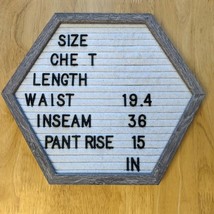 SIZE
CHE T
LENGTH
WAIST 19.4
INSEAM 36
PANT RISE 15
IN